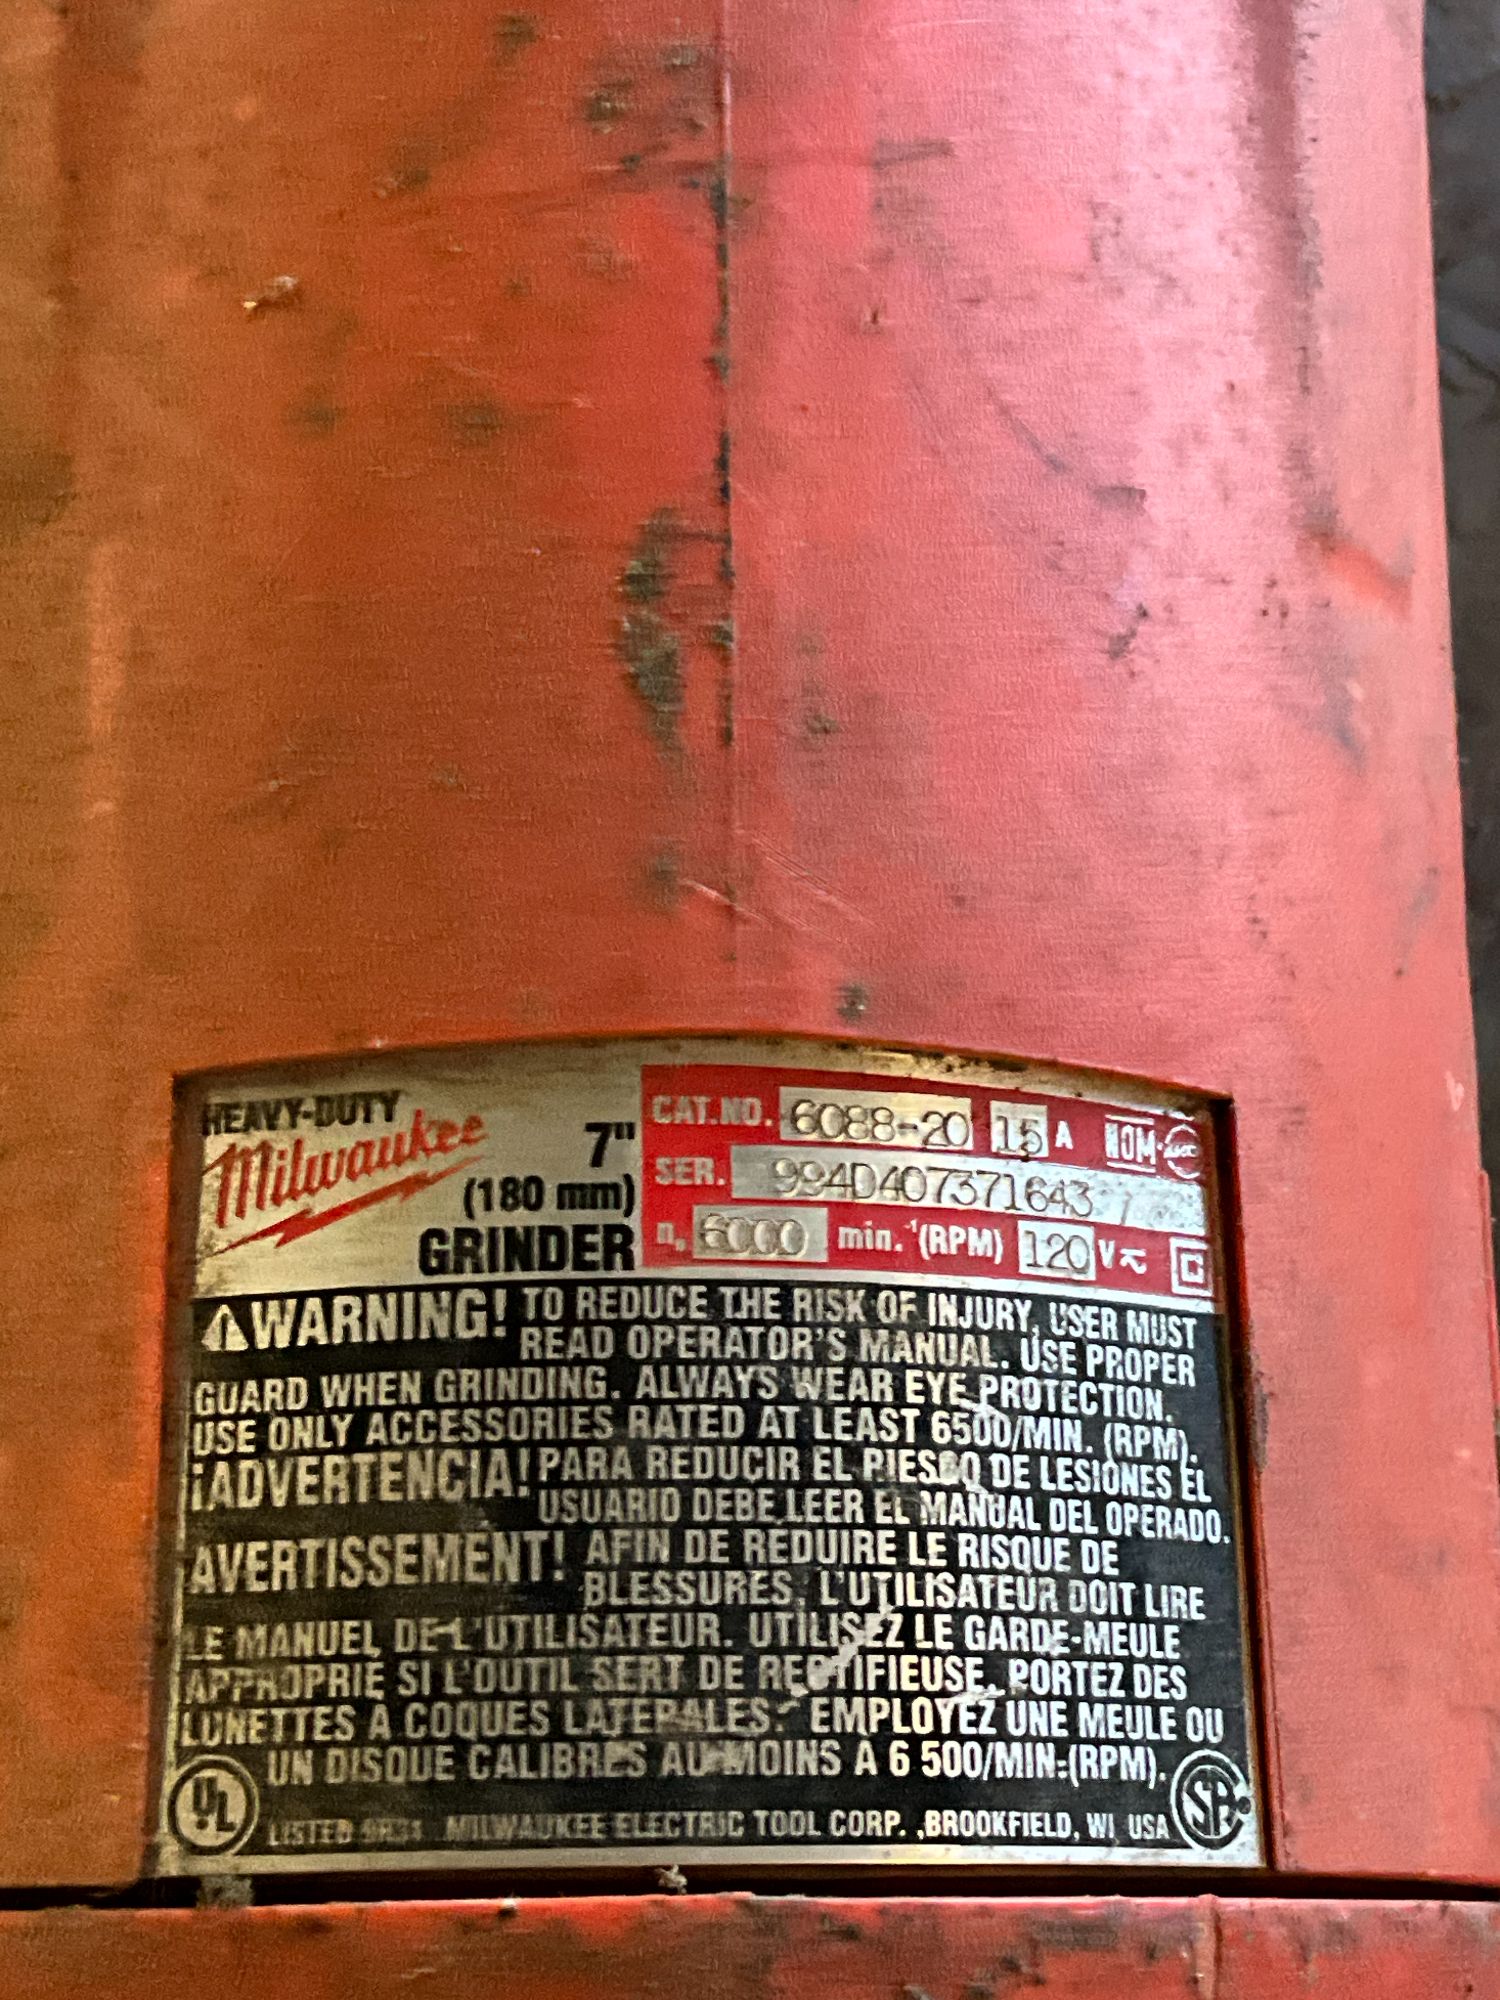 HEAVY-DUTY
Milwaukee
7"
(180 mm)
GRINDER
CAT.NO. 6088-20 15 A NOM
SER. 994D407371643
n. 6000 min.⁻¹(RPM) 120 V
WARNING! TO REDUCE THE RISK OF INJURY, USER MUST
READ OPERATOR'S MANUAL. USE PROPER
GUARD WHEN GRINDING. ALWAYS WEAR EYE PROTECTION.
USE ONLY ACCESSORIES RATED AT LEAST 6500/MIN. (RPM).
¡ADVERTENCIA! PARA REDUCIR EL RIESGO DE LESIONES EL
USUARIO DEBE LEER EL MANUAL DEL OPERADO.
AVERTISSEMENT! AFIN DE REDUIRE LE RISQUE DE
BLESSURES, L'UTILISATEUR DOIT LIRE
LE MANUEL DE L'UTILISATEUR. UTILISEZ LE GARDE-MEULE
APPROPRIE SI L'OUTIL SERT DE RECTIFIEUSE. PORTEZ DES
LUNETTES A COQUES LATERALES. EMPLOYEZ UNE MEULE OU
UN DISQUE CALIBRES AU MOINS A 6 500/MIN.(RPM).
UL LISTED MILWAUKEE ELECTRIC TOOL CORP., BROOKFIELD, WI USA